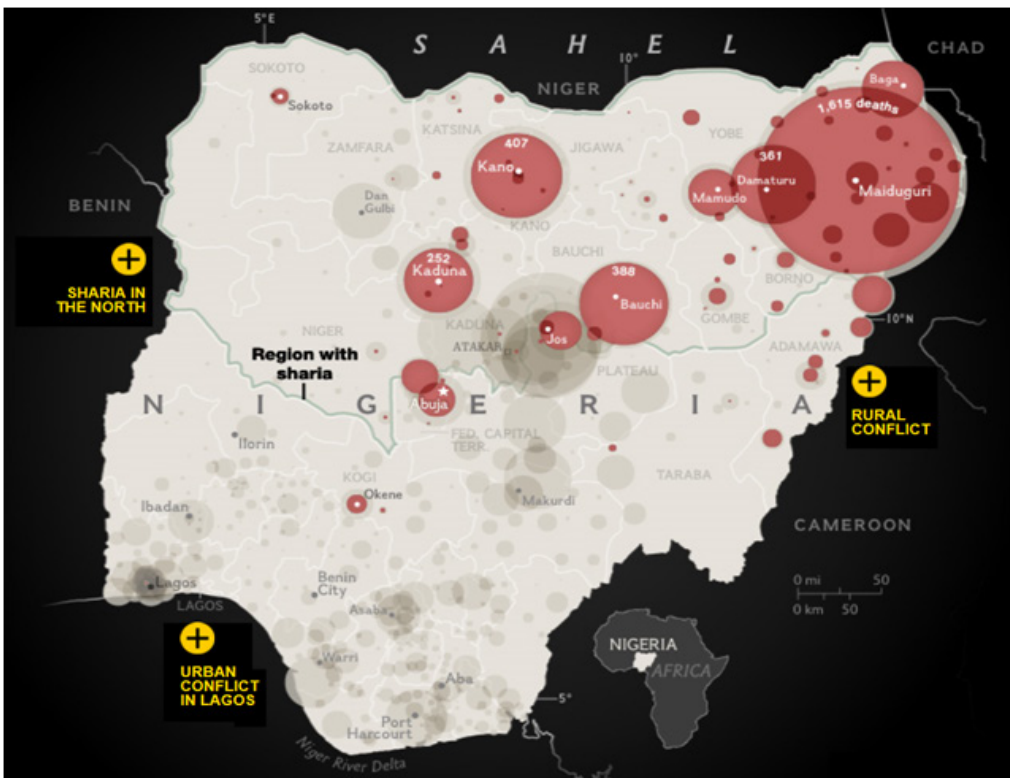 5°E
SAHEL
CHAD
SOKOTO
10°
NIGER
Baga
1,615 deaths
Sokoto
KATSINA
YOBE
ZAMFARA
407
JIGAWA
361
Kano
Damaturu
Maiduguri
Mamudo
Dan
Gulbi
BENIN
KANO
BAUCHI
252
Kaduna
388
BORNO
SHARIA IN
THE NORTH
Bauchi
GOMBE
10°N
NIGER
KADUNA
Jos
ATAKAR
ADAMAWA
Region with
sharia
PLATEAU
NIGERIA
Abuja
RURAL
CONFLICT
FED. CAPITAL
TERR.
Ilorin
KOGI
TARABA
Okene
Makurdi
Ibadan
CAMEROON
Lagos
Benin
City
0 mi 50
0 km 50
LAGOS
Asaba
NIGERIA
AFRICA
URBAN
CONFLICT
IN LAGOS
Warri
Aba
5°
Port
Harcourt
Niger River Delta